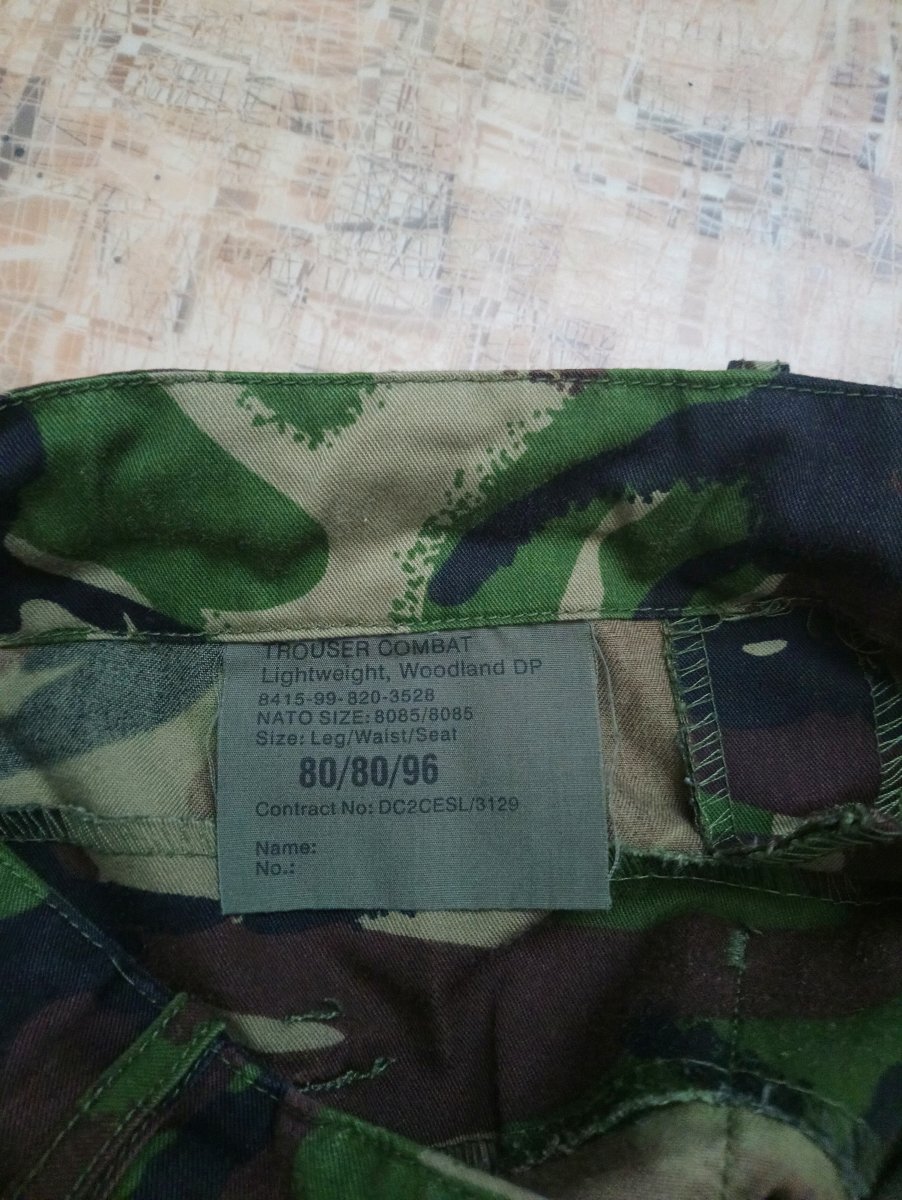 TROUSER COMBAT
Lightweight, Woodland DP
8415-99-820-3528
NATO SIZE: 8085/8085
Size: Leg/Waist/Seat
80/80/96
Contract No: DC2CESL/3129
Name:
No.: